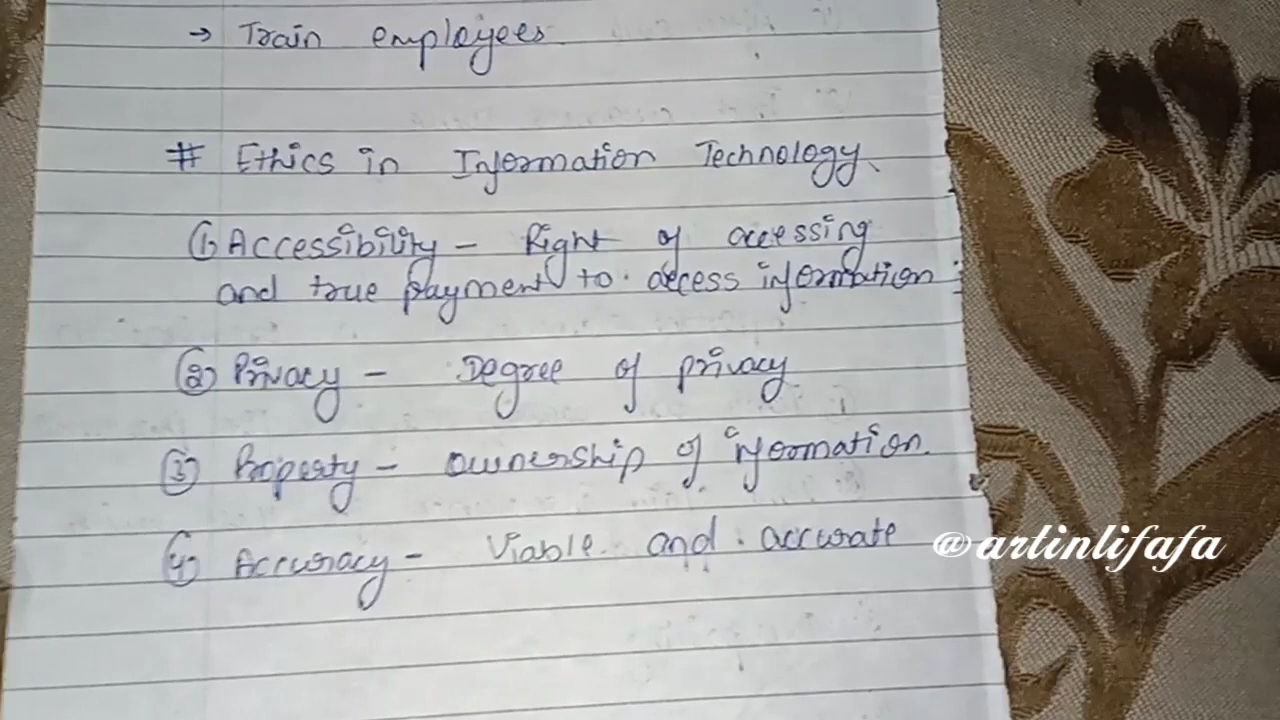 → Train employees
# Ethics in Information Technology
① Accessibility - Right of accessing
and true payment to access information
② Privacy - Degree of privacy
③ Property - ownership of information.
④ Accuracy - Viable and accurate
@artinlifafa